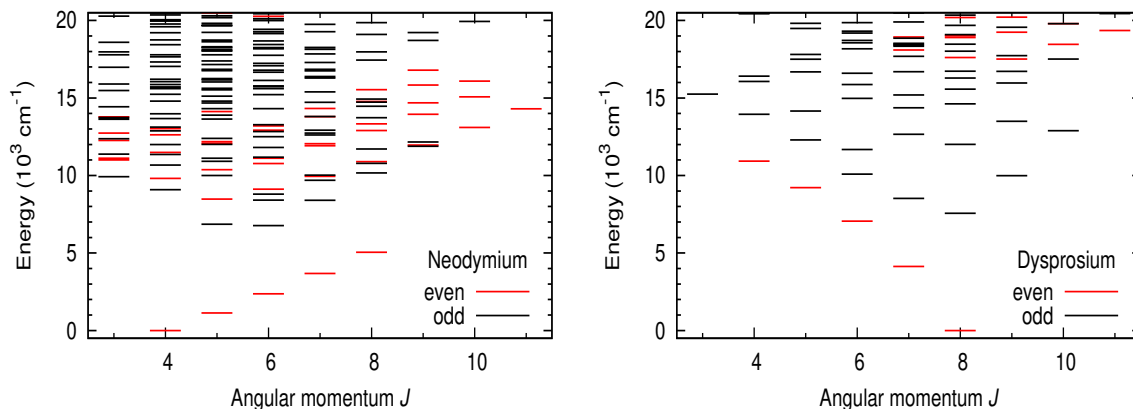 20
15
10
5
0
Energy (10³ cm⁻¹)
Neodymium
even
odd
4 6 8 10
Angular momentum J
20
15
10
5
0
Energy (10³ cm⁻¹)
Dysprosium
even
odd
4 6 8 10
Angular momentum J